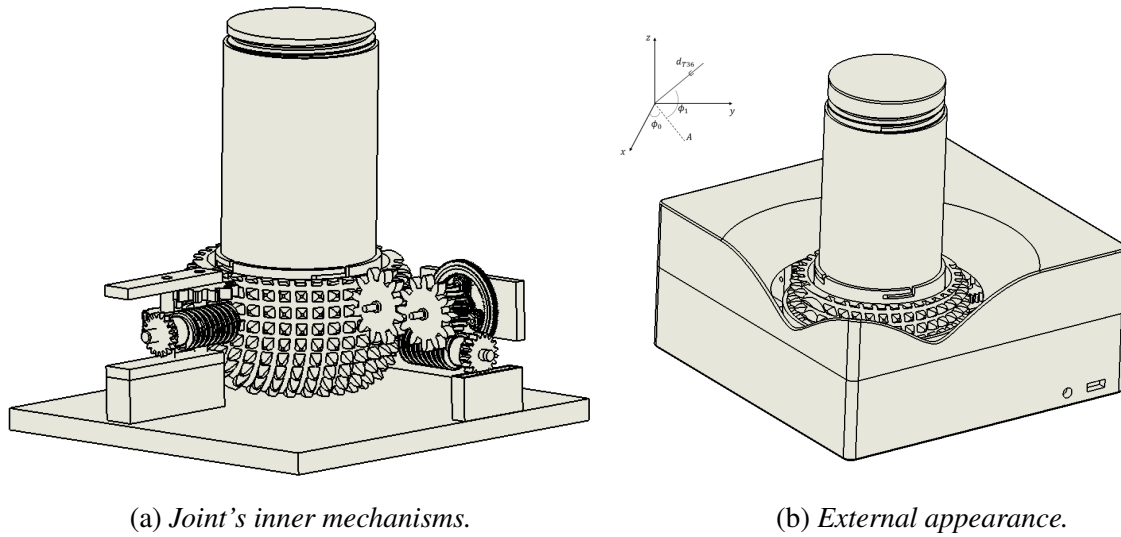 z
d_{T36}
ϕ_1
y
ϕ_0
A
x
(a) Joint's inner mechanisms.
(b) External appearance.